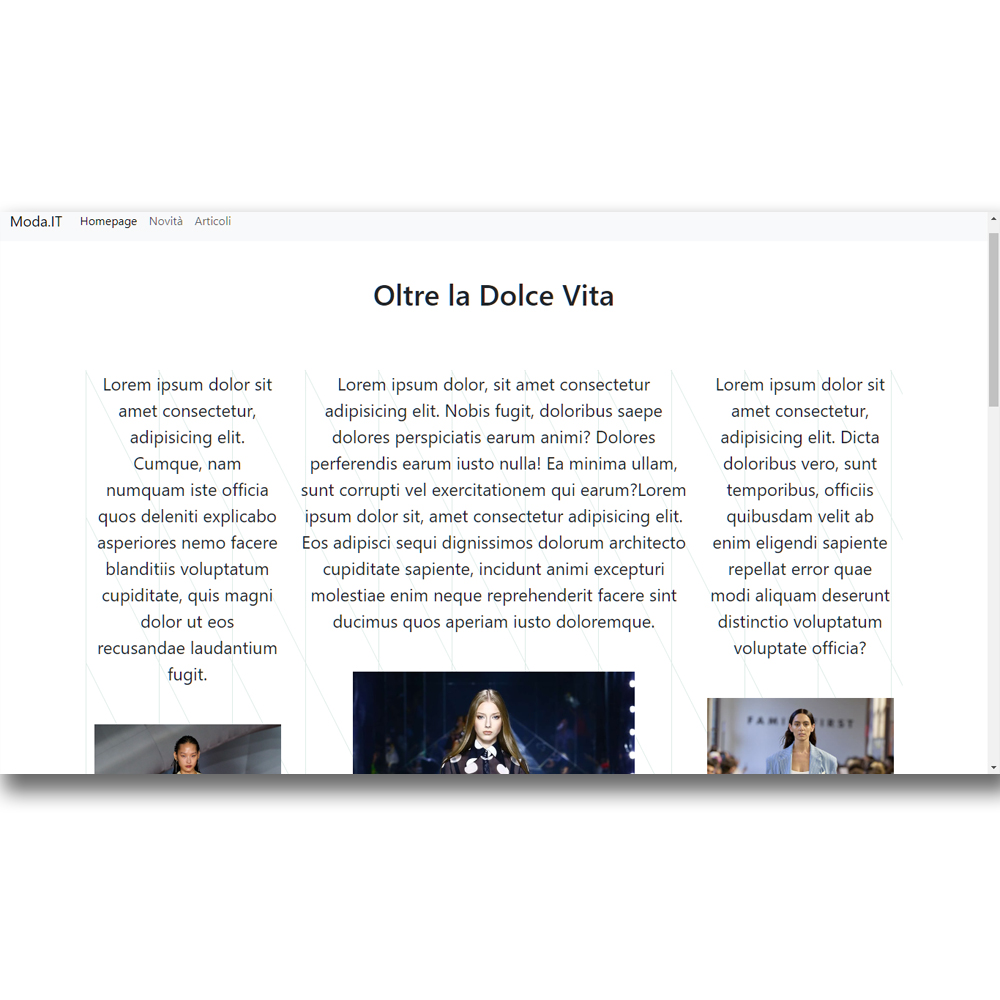 Moda.IT Homepage Novità Articoli
Oltre la Dolce Vita
Lorem ipsum dolor sit
amet consectetur,
adipisicing elit.
Cumque, nam
numquam iste officia
quos deleniti explicabo
asperiores nemo facere
blanditiis voluptatum
cupiditate, quis magni
dolor ut eos
recusandae laudantium
fugit.
Lorem ipsum dolor, sit amet consectetur
adipisicing elit. Nobis fugit, doloribus saepe
dolores perspiciatis earum animi? Dolores
perferendis earum iusto nulla! Ea minima ullam,
sunt corrupti vel exercitationem qui earum?Lorem
ipsum dolor sit, amet consectetur adipisicing elit.
Eos adipisci sequi dignissimos dolorum architecto
cupiditate sapiente, incidunt animi excepturi
molestiae enim neque reprehenderit facere sint
ducimus quos aperiam iusto doloremque.
Lorem ipsum dolor sit
amet consectetur,
adipisicing elit. Dicta
doloribus vero, sunt
temporibus, officiis
quibusdam velit ab
enim eligendi sapiente
repellat error quae
modi aliquam deserunt
distinctio voluptatum
voluptate officia?